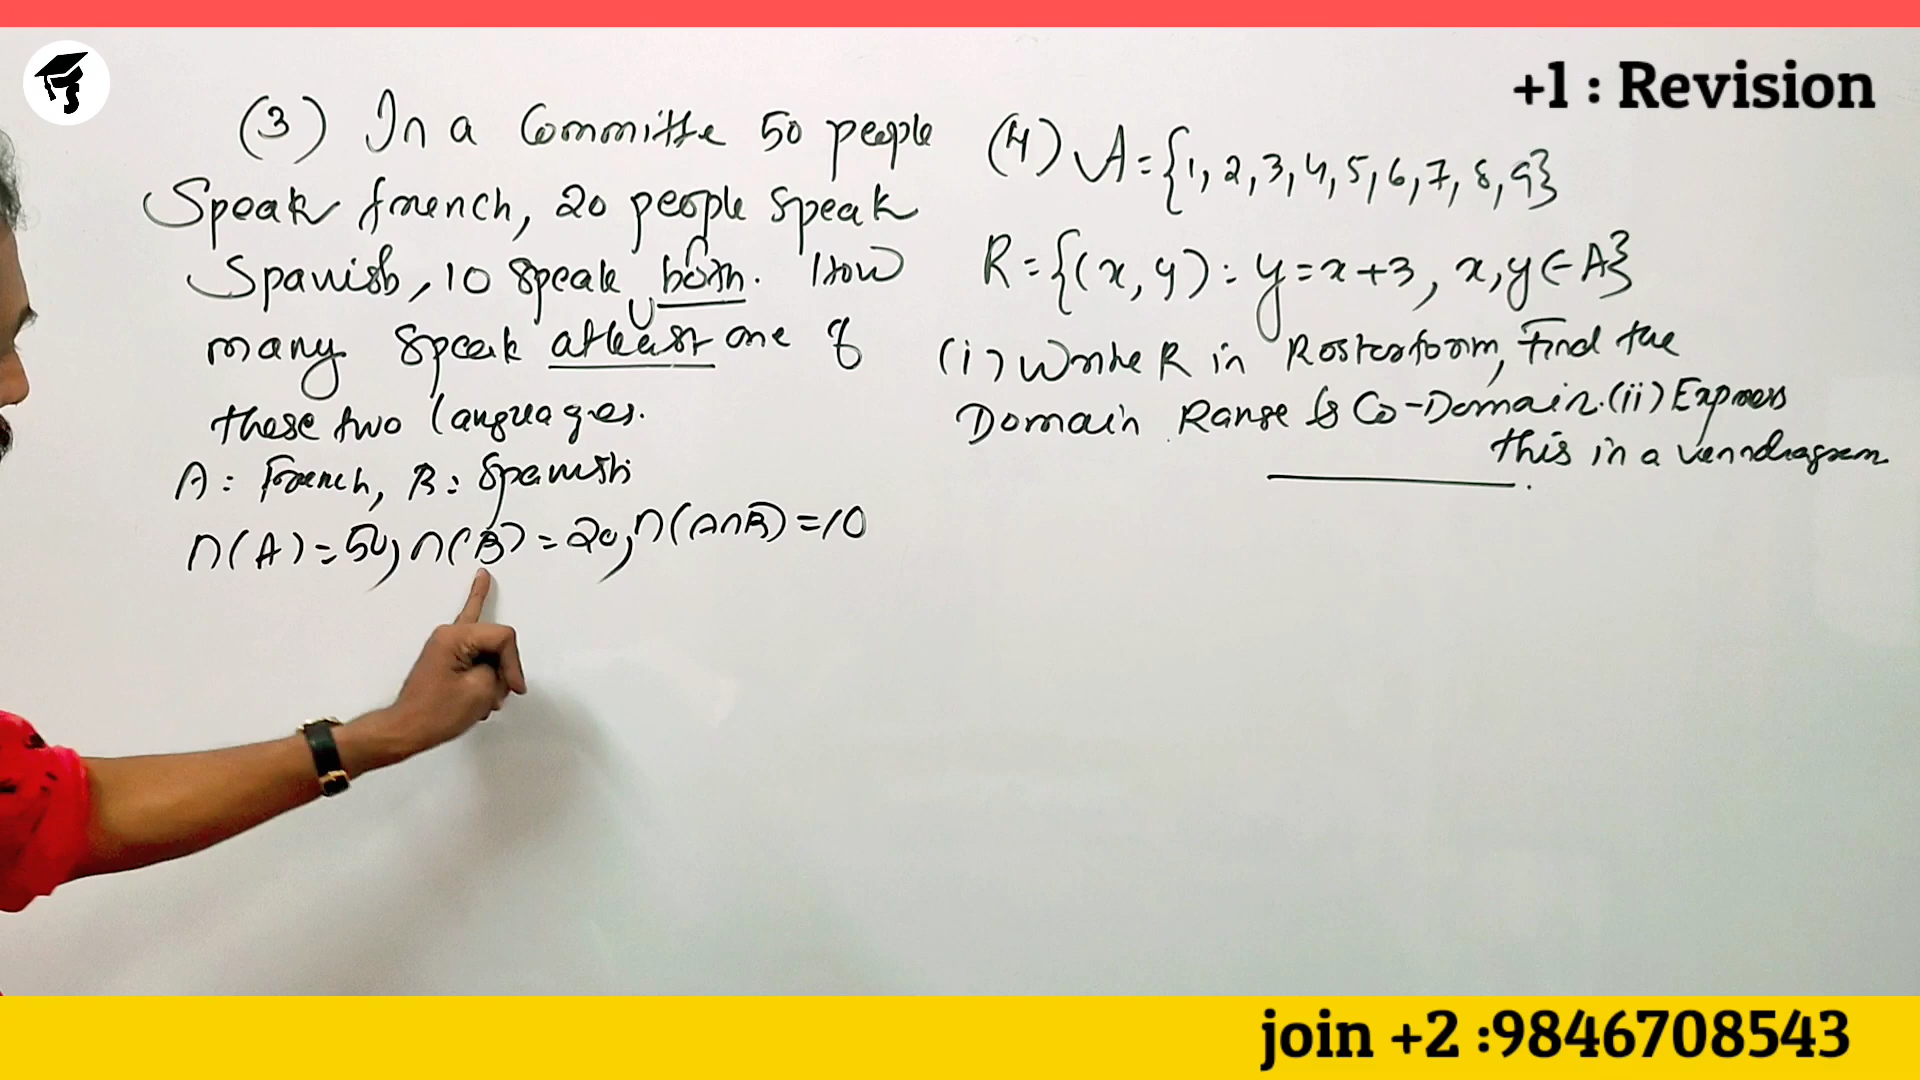 +1 : Revision
(3) In a Committe 50 people
Speak french, 20 people speak
Spanish, 10 speak both. How
many speak atleast one of
these two languages.
A : French, B : Spanish
n(A) = 50, n(B) = 20, n(A∩B) = 10
(4) A = {1, 2, 3, 4, 5, 6, 7, 8, 9}
R = {(x, y) : y = x + 3, x, y ∈ A}
(i) Write R in Roster form, Find the
Domain Range & Co-Domain. (ii) Express
this in a venndiagram
join +2 :9846708543